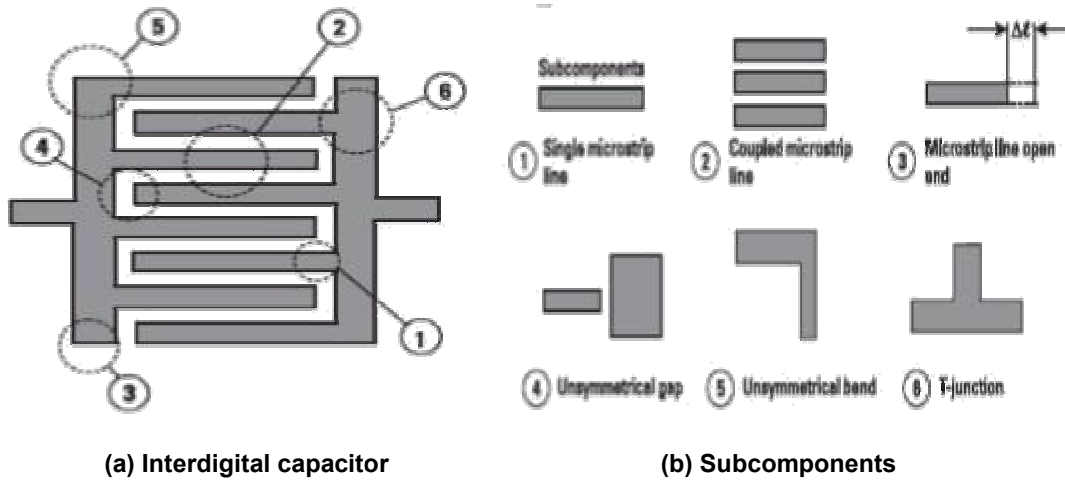 5
2
6
4
1
3
Subcomponents
Δℓ
1 Single microstrip
line
2 Coupled microstrip
line
3 Microstrip line open
end
4 Unsymmetrical gap
5 Unsymmetrical bend
6 T-junction
(a) Interdigital capacitor
(b) Subcomponents